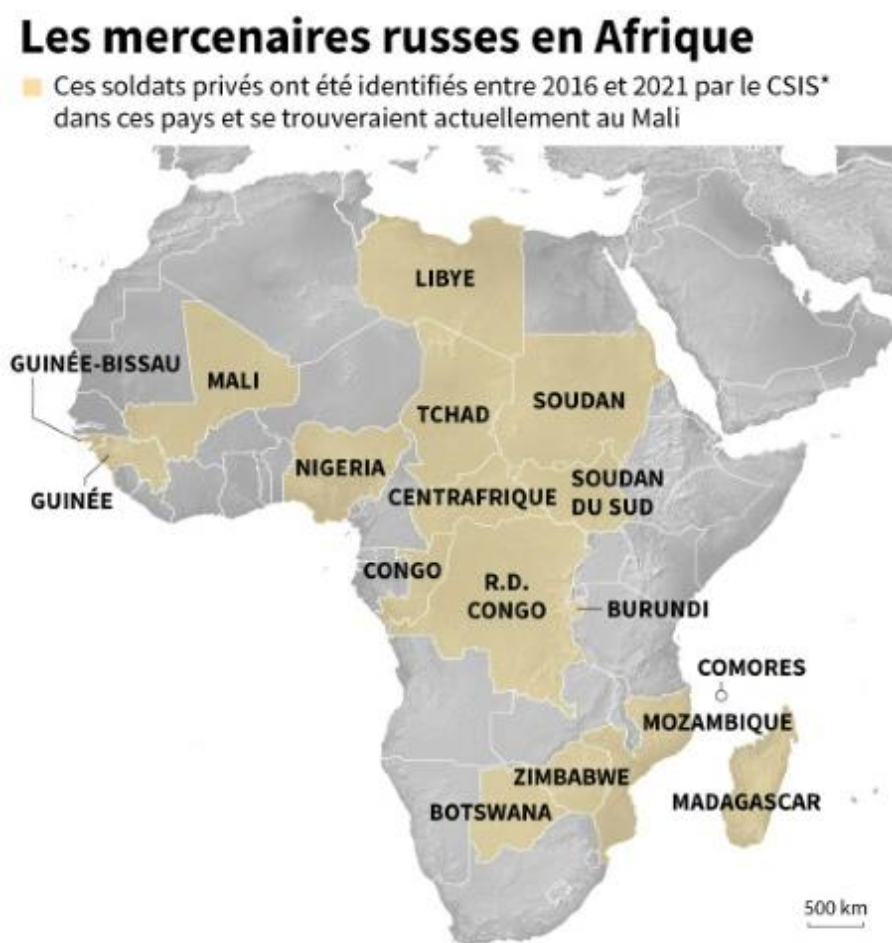 Les mercenaires russes en Afrique
Ces soldats privés ont été identifiés entre 2016 et 2021 par le CSIS*
dans ces pays et se trouveraient actuellement au Mali
LIBYE
GUINÉE-BISSAU
MALI
TCHAD
SOUDAN
NIGERIA
CENTRAFRIQUE
SOUDAN
DU SUD
GUINÉE
CONGO
R.D.
CONGO
BURUNDI
COMORES
MOZAMBIQUE
ZIMBABWE
MADAGASCAR
BOTSWANA
500 km